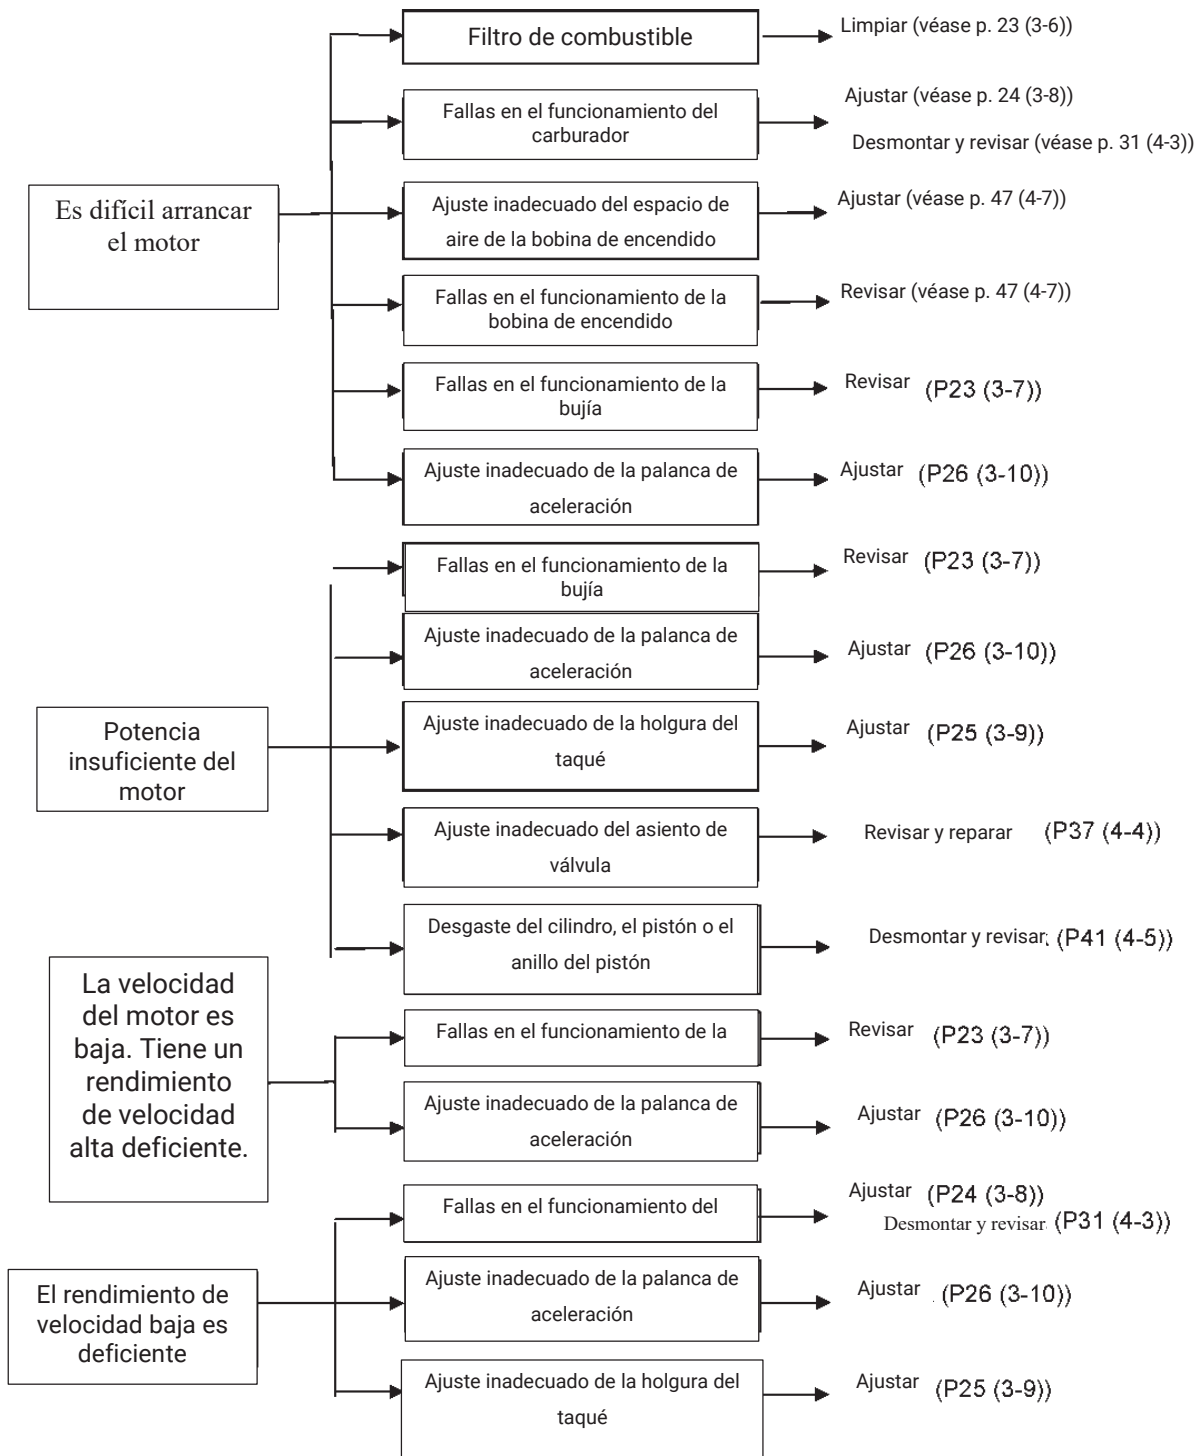 Filtro de combustible
Limpiar (véase p. 23 (3-6))
Fallas en el funcionamiento del
carburador
Ajustar (véase p. 24 (3-8))
Desmontar y revisar (véase p. 31 (4-3))
Es difícil arrancar
el motor
Ajuste inadecuado del espacio de
aire de la bobina de encendido
Ajustar (véase p. 47 (4-7))
Fallas en el funcionamiento de la
bobina de encendido
Revisar (véase p. 47 (4-7))
Fallas en el funcionamiento de la
bujía
Revisar (P23 (3-7))
Ajuste inadecuado de la palanca de
aceleración
Ajustar (P26 (3-10))
Fallas en el funcionamiento de la
bujía
Revisar (P23 (3-7))
Ajuste inadecuado de la palanca de
aceleración
Ajustar (P26 (3-10))
Potencia
insuficiente del
motor
Ajuste inadecuado de la holgura del
taqué
Ajustar (P25 (3-9))
Ajuste inadecuado del asiento de
válvula
Revisar y reparar (P37 (4-4))
Desgaste del cilindro, el pistón o el
anillo del pistón
Desmontar y revisar (P41 (4-5))
La velocidad
del motor es
baja. Tiene un
rendimiento
de velocidad
alta deficiente.
Fallas en el funcionamiento de la
Revisar (P23 (3-7))
Ajuste inadecuado de la palanca de
aceleración
Ajustar (P26 (3-10))
Fallas en el funcionamiento del
Ajustar (P24 (3-8))
Desmontar y revisar (P31 (4-3))
El rendimiento de
velocidad baja es
deficiente
Ajuste inadecuado de la palanca de
aceleración
Ajustar (P26 (3-10))
Ajuste inadecuado de la holgura del
taqué
Ajustar (P25 (3-9))